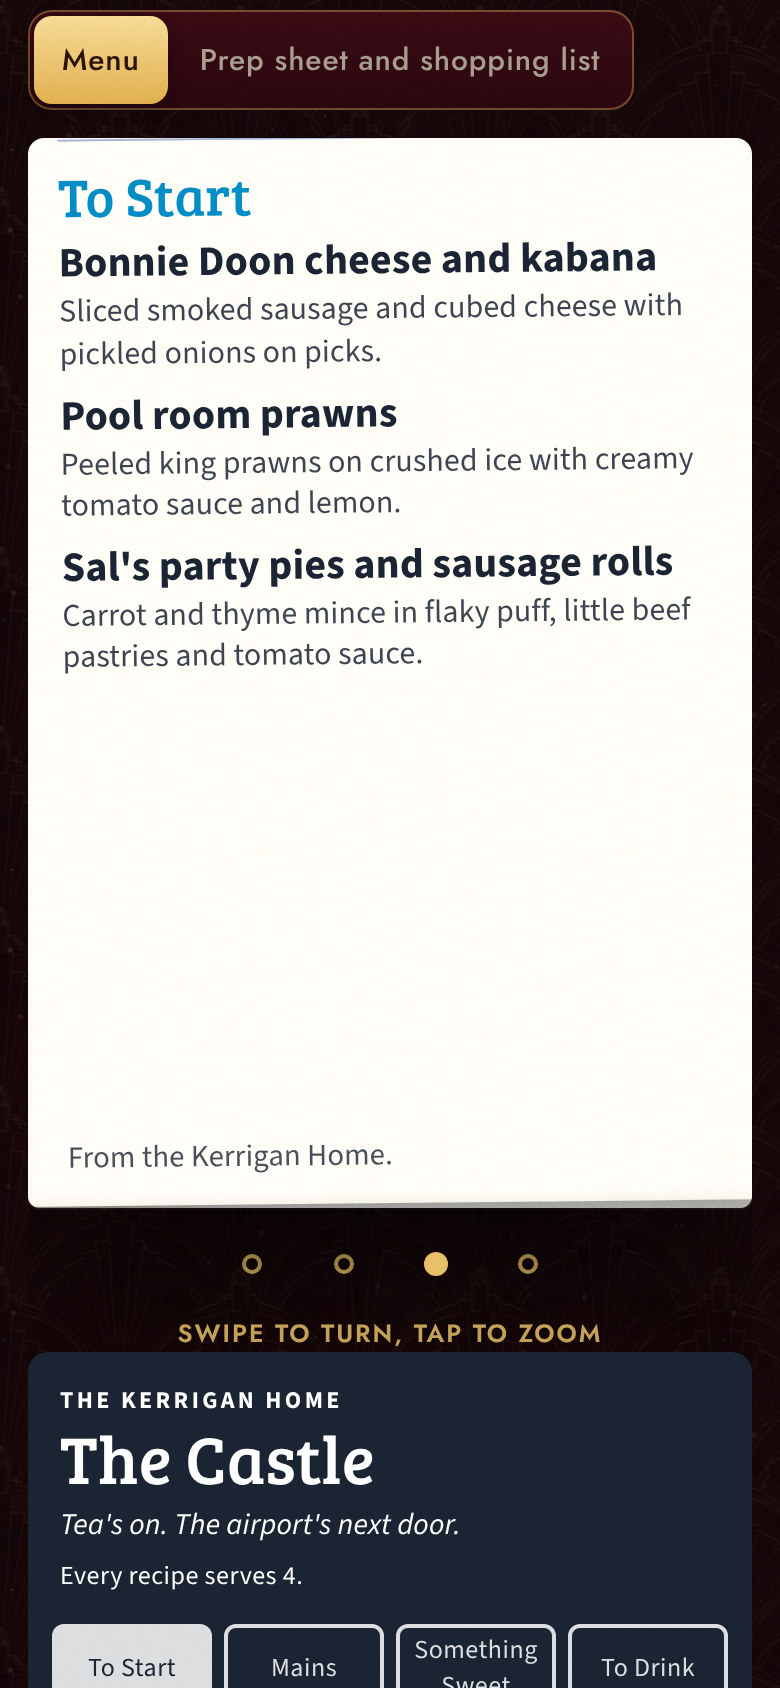 Menu
Prep sheet and shopping list
To Start
Bonnie Doon cheese and kabana
Sliced smoked sausage and cubed cheese with
pickled onions on picks.
Pool room prawns
Peeled king prawns on crushed ice with creamy
tomato sauce and lemon.
Sal's party pies and sausage rolls
Carrot and thyme mince in flaky puff, little beef
pastries and tomato sauce.
From the Kerrigan Home.
SWIPE TO TURN, TAP TO ZOOM
THE KERRIGAN HOME
The Castle
Tea's on. The airport's next door.
Every recipe serves 4.
To Start
Mains
Something
Sweet
To Drink